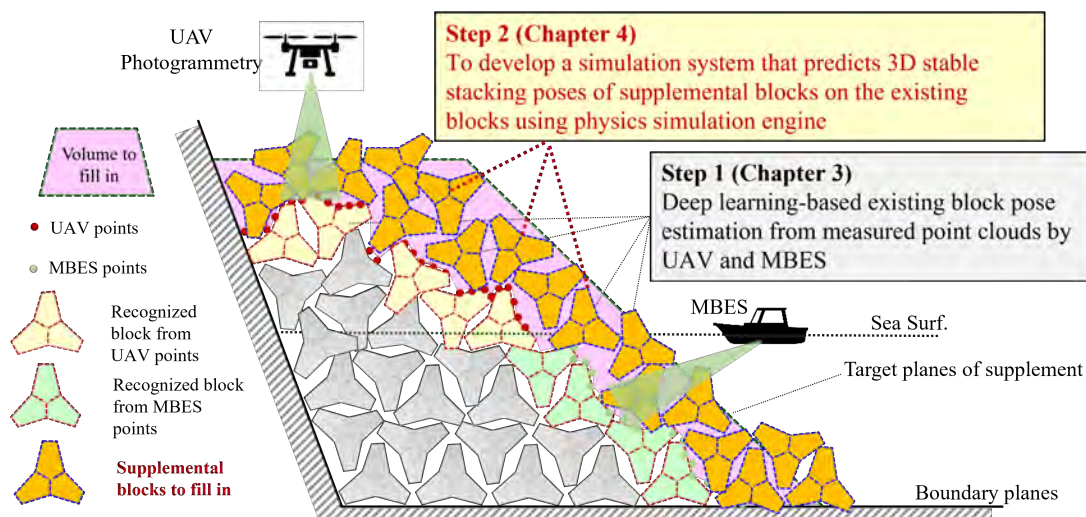 UAV
Photogrammetry
Step 2 (Chapter 4)
To develop a simulation system that predicts 3D stable
stacking poses of supplemental blocks on the existing
blocks using physics simulation engine
Volume to
fill in
Step 1 (Chapter 3)
Deep learning-based existing block pose
estimation from measured point clouds by
UAV and MBES
UAV points
MBES points
MBES
Sea Surf.
Recognized
block from
UAV points
Target planes of supplement
Recognized block
from MBES
points
Supplemental
blocks to fill in
Boundary planes